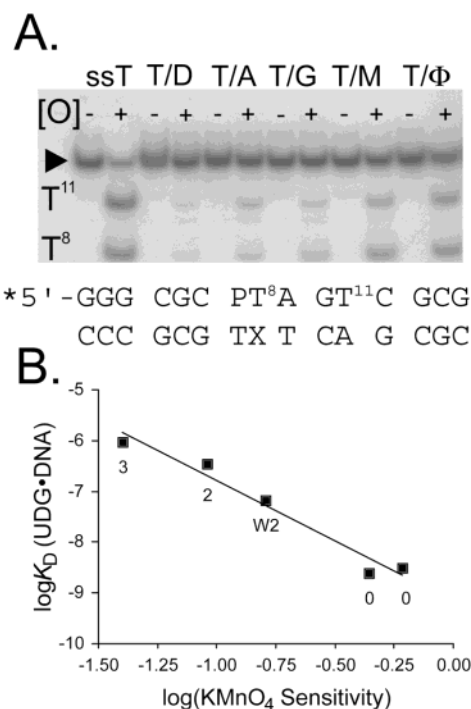 A.
ssT T/D T/A T/G T/M T/Φ
[O] - + - + - + - + - + - +
T¹¹
T⁸
*5'-GGG CGC PT⁸A GT¹¹C GCG
CCC GCG TX T CA G CGC
B.
logK_D (UDG•DNA)
-5
-6
-7
-8
-9
-10
3
2
W2
0
0
-1.50 -1.25 -1.00 -0.75 -0.50 -0.25 0.00
log(KMnO₄ Sensitivity)